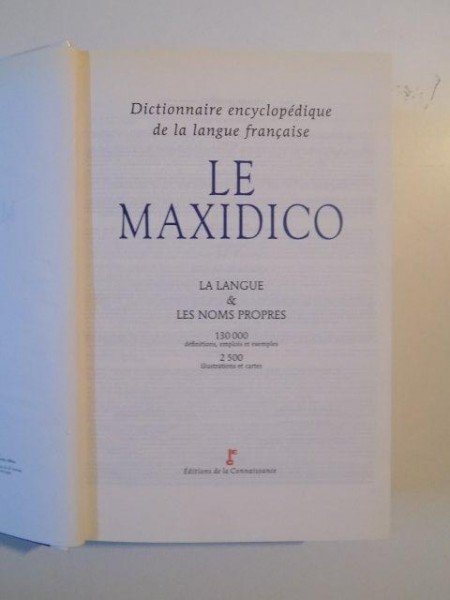 Dictionnaire encyclopédique
de la langue française
LE
MAXIDICO
LA LANGUE
&
LES NOMS PROPRES
130 000
définitions, emplois et exemples
2 500
illustrations et cartes
Éditions de la Connaissance